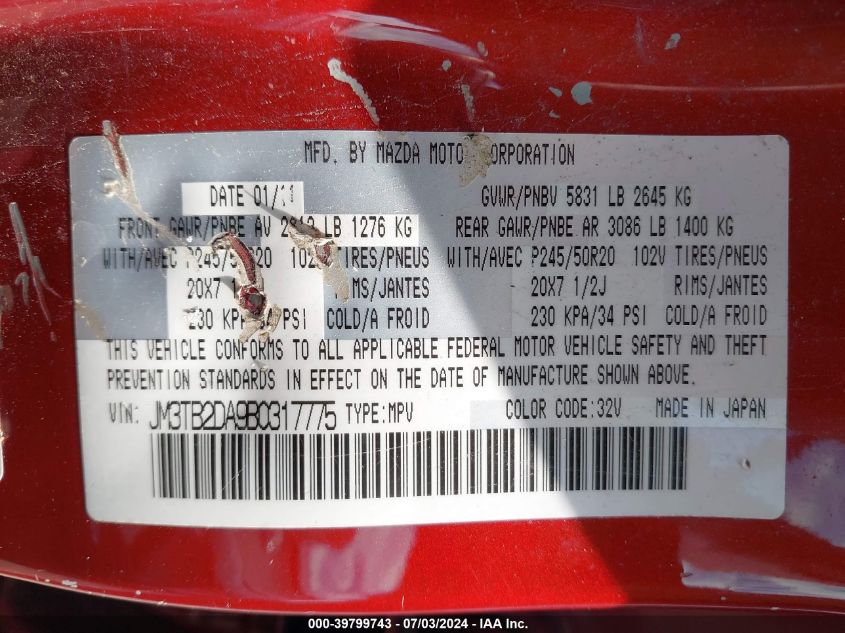 MFD. BY MAZDA MOTOR CORPORATION
DATE 01/11 GVWR/PNBV 5831 LB 2645 KG
FRONT GAWR/PNBE AV LB 1276 KG REAR GAWR/PNBE AR 3086 LB 1400 KG
WITH/AVEC TIRES/PNEUS WITH/AVEC P245/50R20 102V TIRES/PNEUS
20X7 RIMS/JANTES 20X7 1/2J RIMS/JANTES
230 KPA/ PSI COLD/A FROID 230 KPA/34 PSI COLD/A FROID
THIS VEHICLE CONFORMS TO ALL APPLICABLE FEDERAL MOTOR VEHICLE SAFETY AND THEFT
PREVENTION STANDARDS IN EFFECT ON THE DATE OF MANUFACTURE SHOWN ABOVE.
VIN: JM3TB2DA9B0317775 TYPE:MPV COLOR CODE:32V MADE IN JAPAN
000-39799743 - 07/03/2024 - IAA Inc.